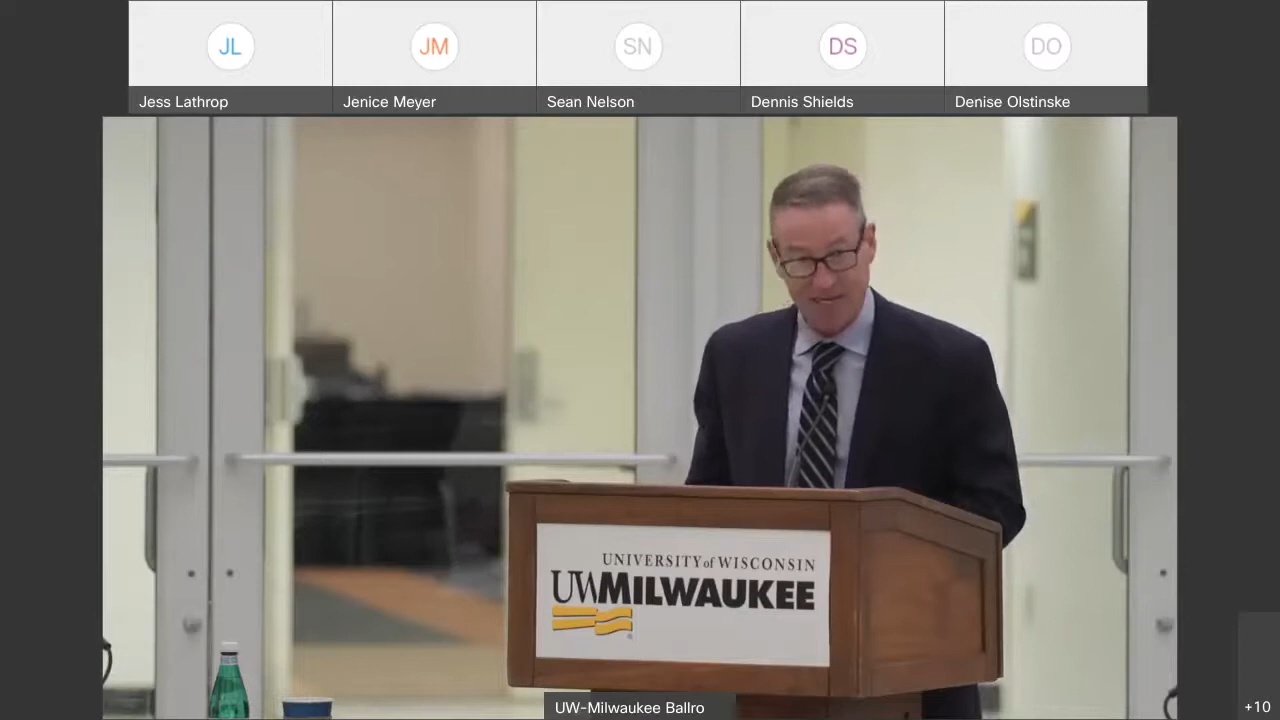 JL
JM
SN
DS
DO
Jess Lathrop
Jenice Meyer
Sean Nelson
Dennis Shields
Denise Olstinske
UNIVERSITY of WISCONSIN
UWMILWAUKEE
®
UW-Milwaukee Ballro
+10